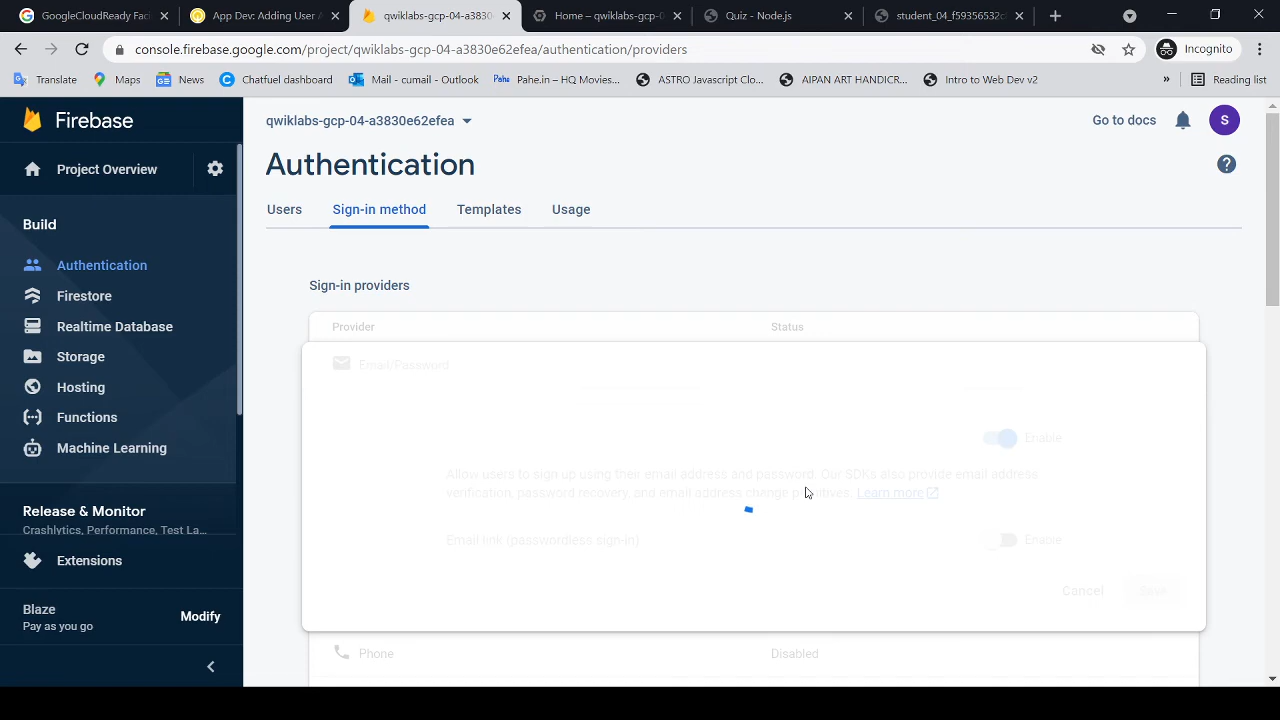 GoogleCloudReady Faci
App Dev: Adding User A
qwiklabs-gcp-04-a3830
Home – qwiklabs-gcp-0
Quiz - Node.js
student_04_f59356532c
console.firebase.google.com/project/qwiklabs-gcp-04-a3830e62efea/authentication/providers
Incognito
Translate
Maps
News
Chatfuel dashboard
Mail - cumail - Outlook
Pahe.in – HQ Movies...
ASTRO Javascript Clo...
AIPAN ART HANDICR...
Intro to Web Dev v2
»
Reading list
Firebase
qwiklabs-gcp-04-a3830e62efea
Go to docs
S
Project Overview
Authentication
Users
Sign-in method
Templates
Usage
Build
Authentication
Firestore
Realtime Database
Storage
Hosting
Functions
Machine Learning
Release & Monitor
Crashlytics, Performance, Test La...
Extensions
Blaze
Pay as you go
Modify
Sign-in providers
Provider
Status
Email/Password
Enable
Allow users to sign up using their email address and password. Our SDKs also provide email address
verification, password recovery, and email address change primitives. Learn more
Email link (passwordless sign-in)
Enable
Cancel
Save
Phone
Disabled